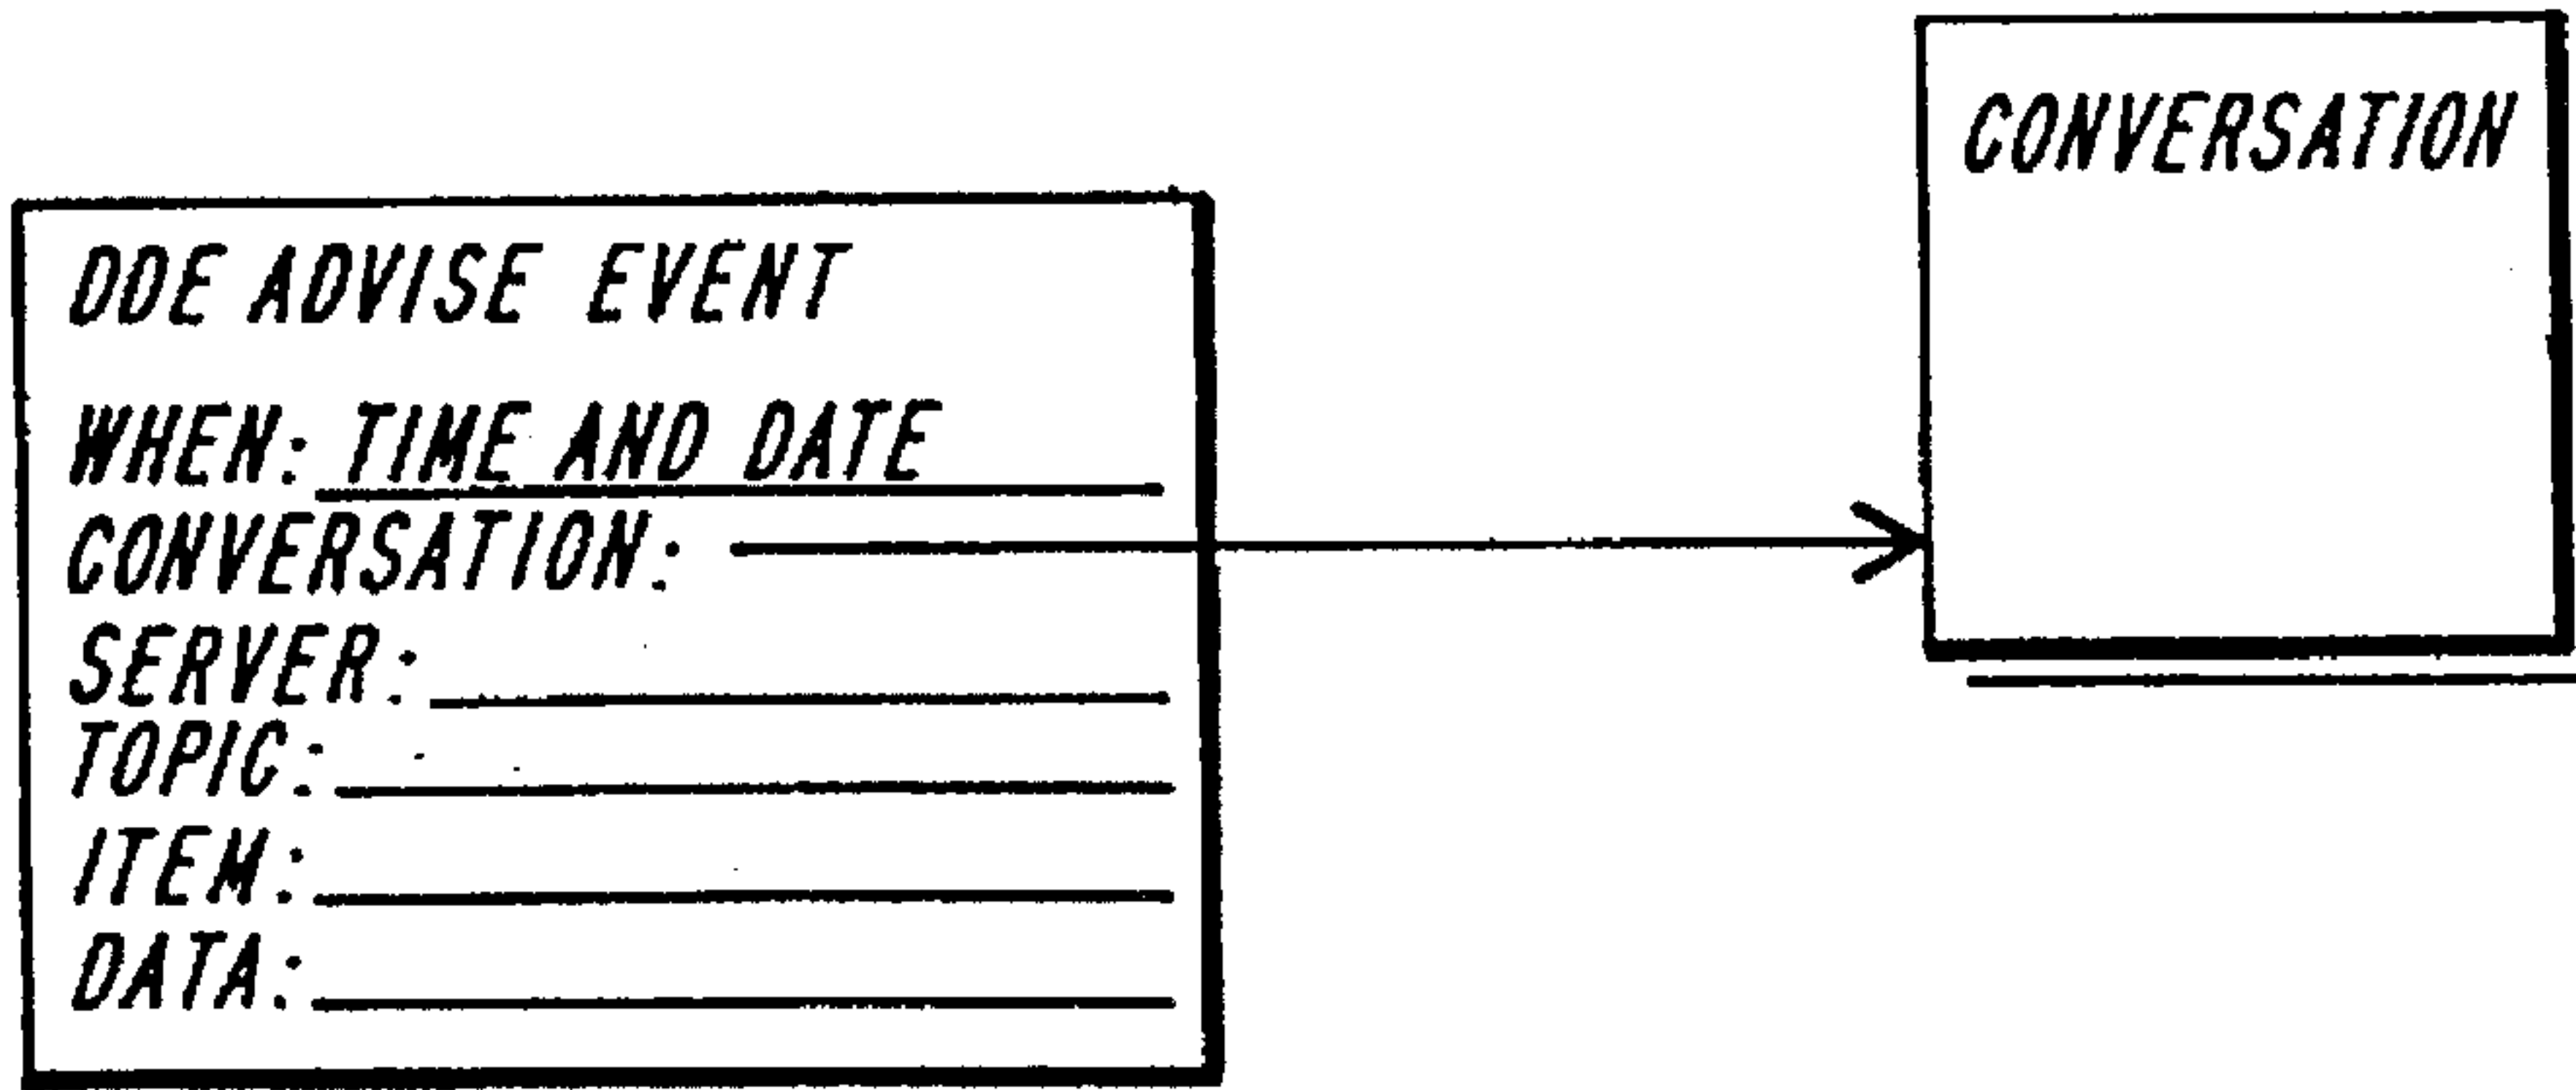 DDE ADVISE EVENT
WHEN: TIME AND DATE
CONVERSATION:
SERVER:
TOPIC:
ITEM:
DATA:
CONVERSATION